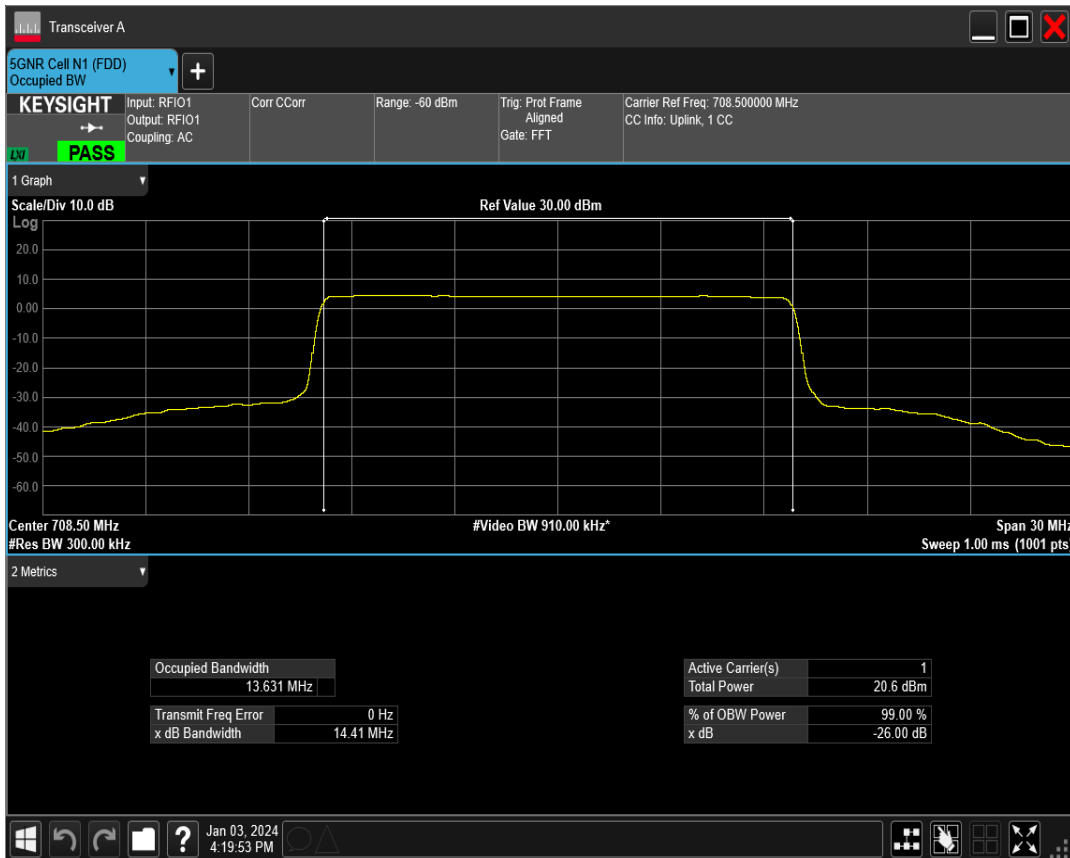 Transceiver A
5GNR Cell N1 (FDD)
Occupied BW
KEYSIGHT
LXI
PASS
Input: RFIO1
Output: RFIO1
Coupling: AC
Corr CCorr
Range: -60 dBm
Trig: Prot Frame
Aligned
Gate: FFT
Carrier Ref Freq: 708.500000 MHz
CC Info: Uplink, 1 CC
1 Graph
Scale/Div 10.0 dB
Ref Value 30.00 dBm
Log
20.0
10.0
0.00
-10.0
-20.0
-30.0
-40.0
-50.0
-60.0
Center 708.50 MHz
#Video BW 910.00 kHz*
Span 30 MHz
#Res BW 300.00 kHz
Sweep 1.00 ms (1001 pts)
2 Metrics
Occupied Bandwidth
13.631 MHz
Transmit Freq Error 0 Hz
x dB Bandwidth 14.41 MHz
Active Carrier(s) 1
Total Power 20.6 dBm
% of OBW Power 99.00 %
x dB -26.00 dB
?
Jan 03, 2024
4:19:53 PM